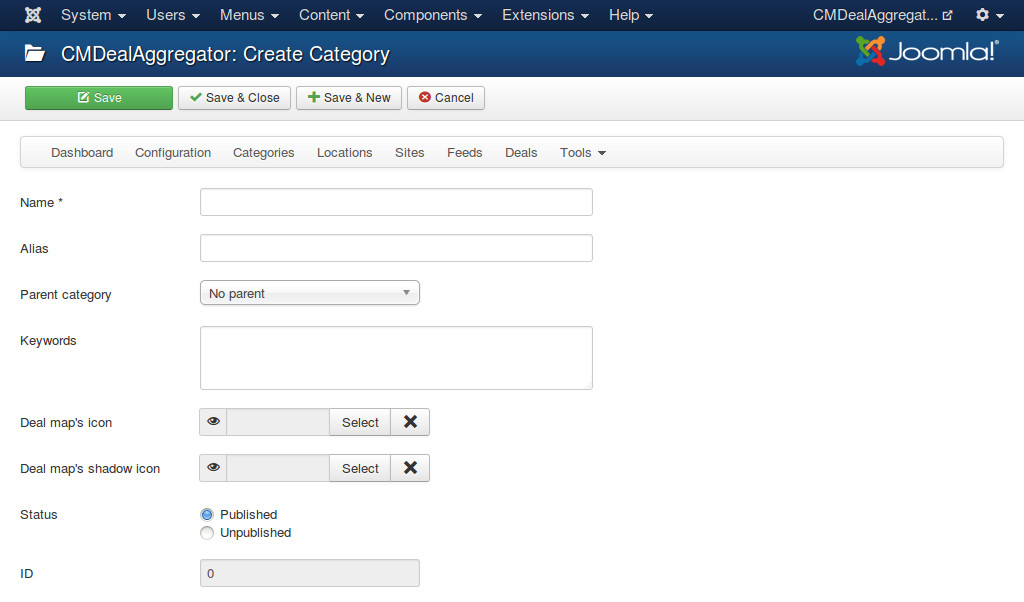 System Users Menus Content Components Extensions Help CMDealAggregat...
CMDealAggregator: Create Category Joomla!®
Save Save & Close Save & New Cancel
Dashboard Configuration Categories Locations Sites Feeds Deals Tools
Name *
Alias
Parent category No parent
Keywords
Deal map's icon Select
Deal map's shadow icon Select
Status Published
Unpublished
ID 0